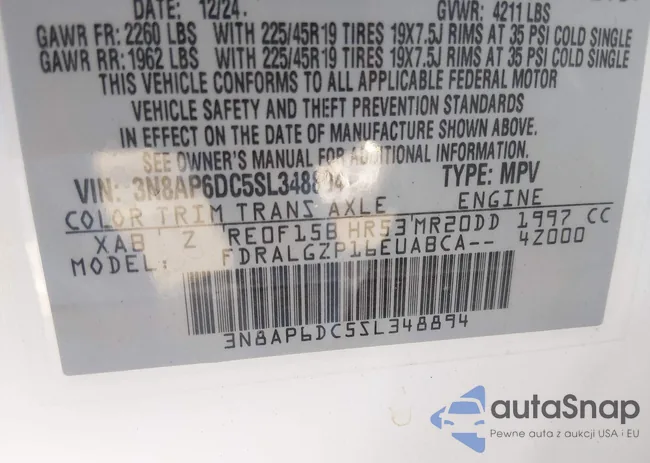 DATE: 12/24. GVWR: 4211 LBS
GAWR FR: 2260 LBS WITH 225/45R19 TIRES 19X7.5J RIMS AT 35 PSI COLD SINGLE
GAWR RR: 1962 LBS WITH 225/45R19 TIRES 19X7.5J RIMS AT 35 PSI COLD SINGLE
THIS VEHICLE CONFORMS TO ALL APPLICABLE FEDERAL MOTOR
VEHICLE SAFETY AND THEFT PREVENTION STANDARDS
IN EFFECT ON THE DATE OF MANUFACTURE SHOWN ABOVE.
SEE OWNER'S MANUAL FOR ADDITIONAL INFORMATION.
VIN: 3N8AP6DC5SL348894 TYPE: MPV
COLOR TRIM TRANS AXLE ENGINE
XAB Z RE0F15B HR53 MR20DD 1997 CC
FDRALGZP16EUABCA-- 4Z000
3N8AP6DC5SL348894
autaSnap
Pewne auta z aukcji USA i EU